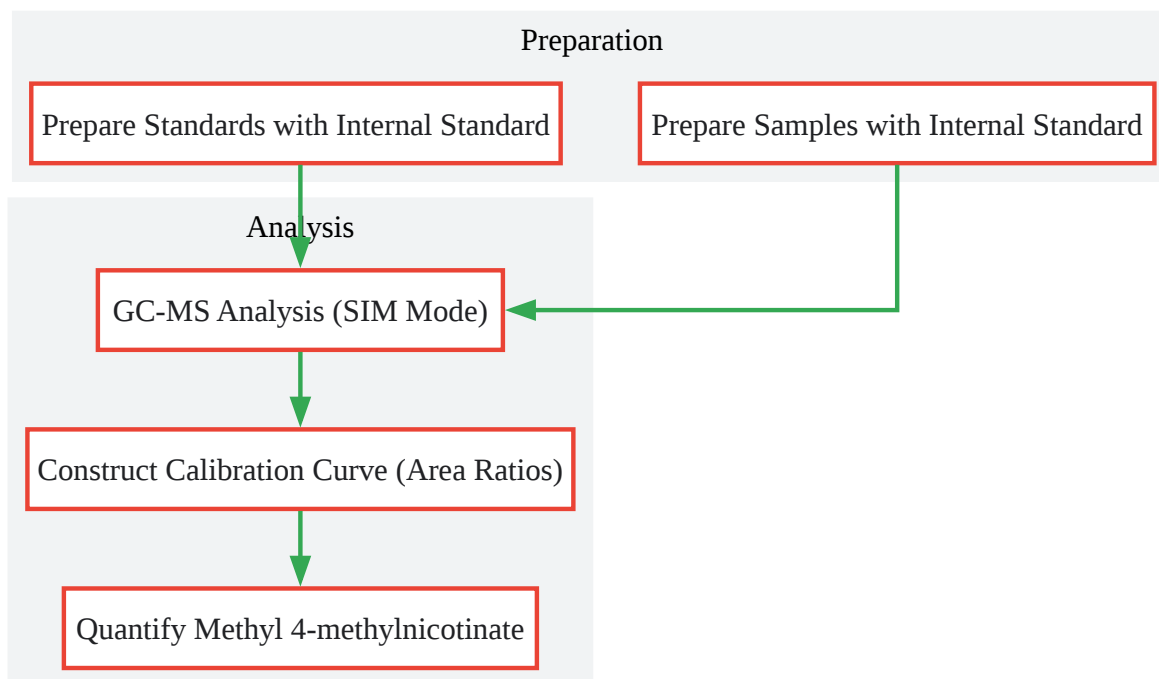 Preparation
Prepare Standards with Internal Standard
Prepare Samples with Internal Standard
Analysis
GC-MS Analysis (SIM Mode)
Construct Calibration Curve (Area Ratios)
Quantify Methyl 4-methylnicotinate